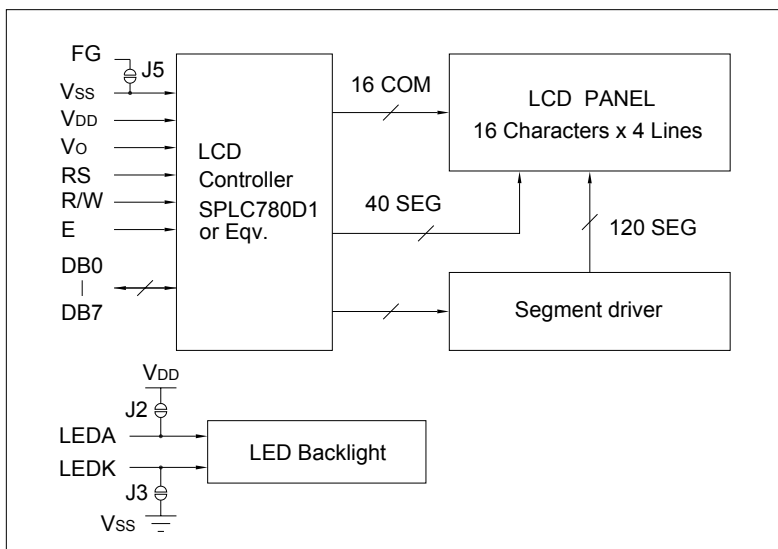 FG
J5
VSS
VDD
VO
RS
R/W
E
DB0
DB7
LCD
Controller
SPLC780D1
or Eqv.
16 COM
40 SEG
LCD PANEL
16 Characters x 4 Lines
120 SEG
Segment driver
VDD
J2
LEDA
LEDK
J3
VSS
LED Backlight